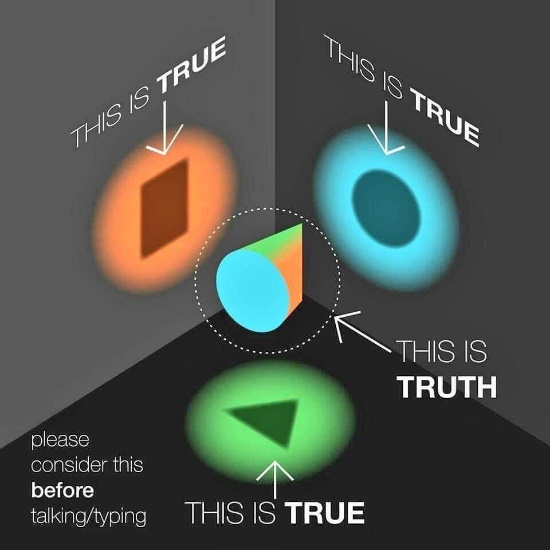 THIS IS TRUE
THIS IS TRUE
THIS IS
TRUTH
please
consider this
before
talking/typing
THIS IS TRUE